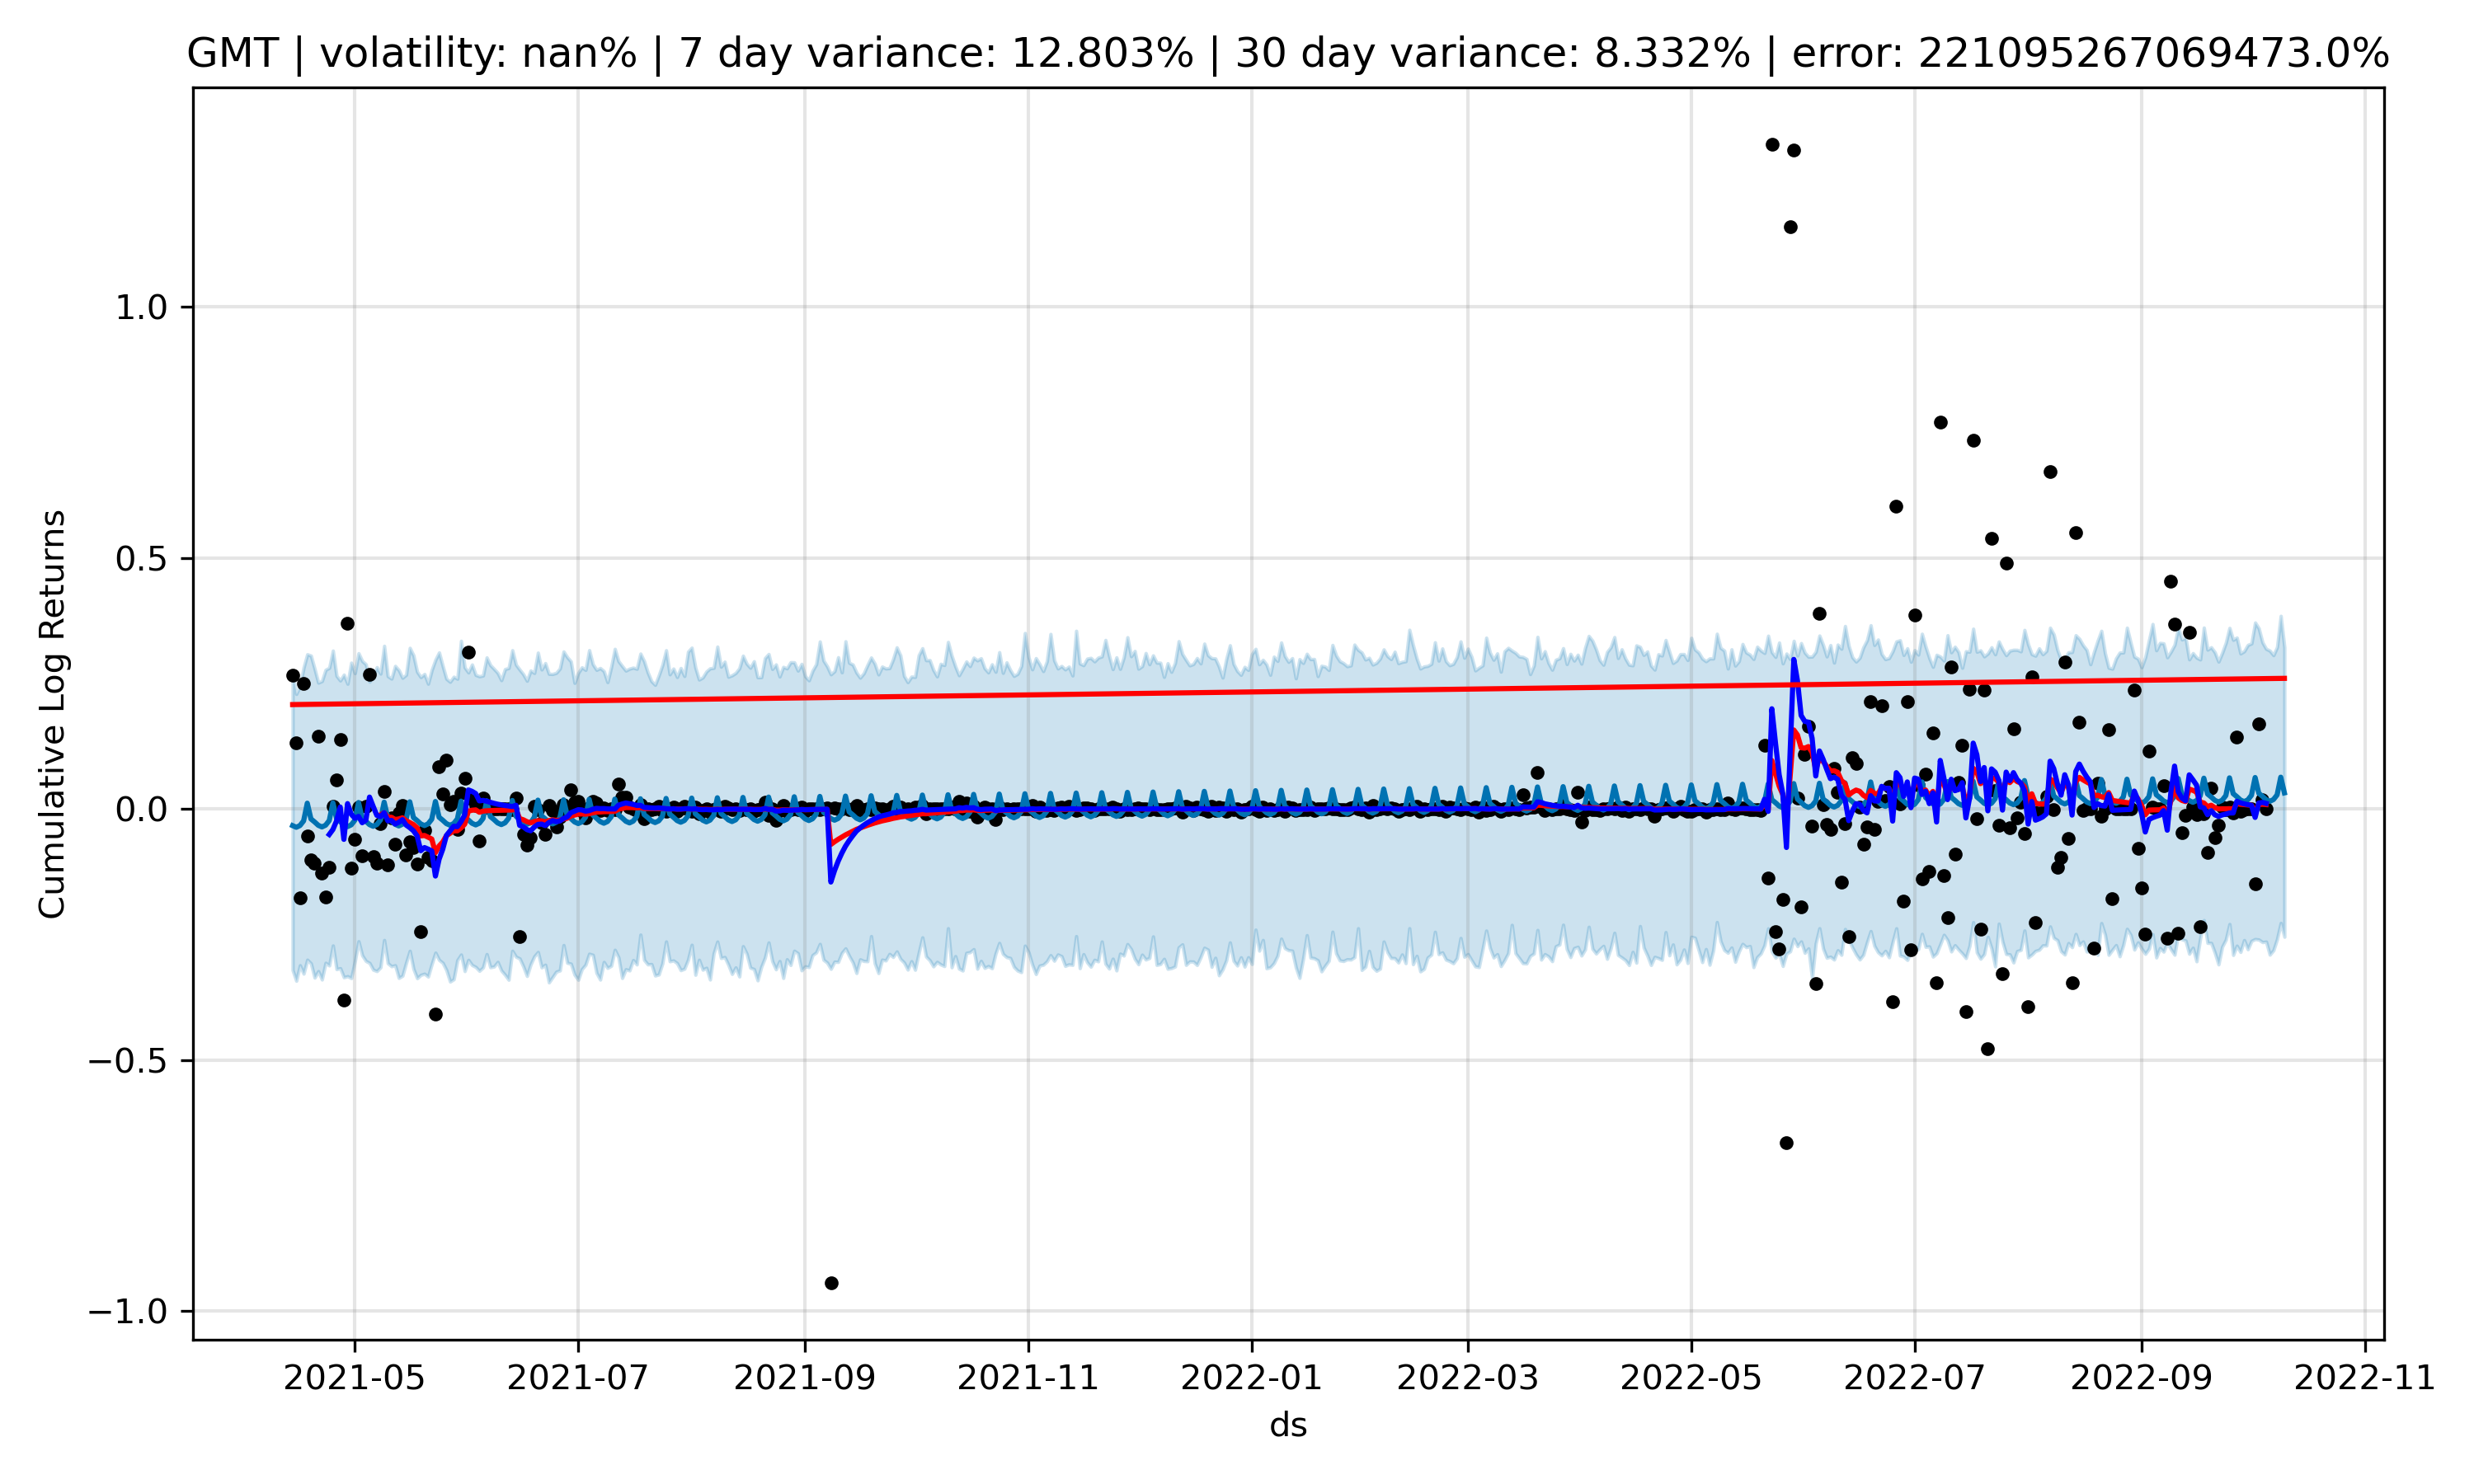 GMT | volatility: nan% | 7 day variance: 12.803% | 30 day variance: 8.332% | error: 221095267069473.0%
Cumulative Log Returns
1.0
0.5
0.0
−0.5
−1.0
2021-05 2021-07 2021-09 2021-11 2022-01 2022-03 2022-05 2022-07 2022-09 2022-11
ds